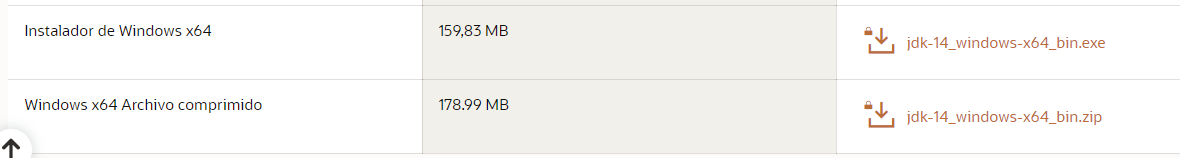 Instalador de Windows x64 159,83 MB jdk-14_windows-x64_bin.exe
Windows x64 Archivo comprimido 178.99 MB jdk-14_windows-x64_bin.zip